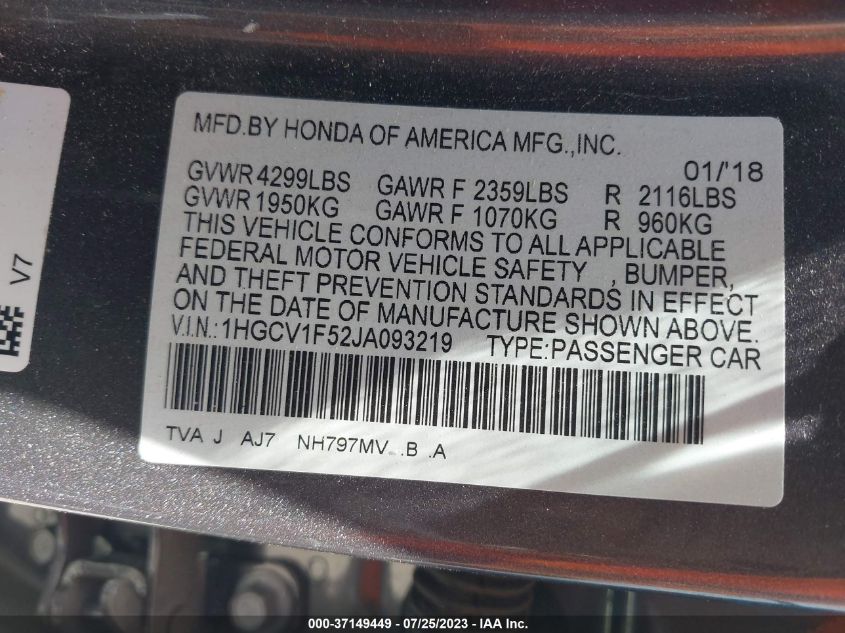 MFD.BY HONDA OF AMERICA MFG.,INC.
01/'18
GVWR 4299LBS GAWR F 2359LBS R 2116LBS
GVWR 1950KG GAWR F 1070KG R 960KG
THIS VEHICLE CONFORMS TO ALL APPLICABLE
FEDERAL MOTOR VEHICLE SAFETY , BUMPER,
AND THEFT PREVENTION STANDARDS IN EFFECT
ON THE DATE OF MANUFACTURE SHOWN ABOVE.
V.I.N.:1HGCV1F52JA093219 TYPE:PASSENGER CAR
TVA J AJ7 NH797MV ..B .A
V7
000-37149449 / 07/25/2023 / © Copyright IAA, Inc.